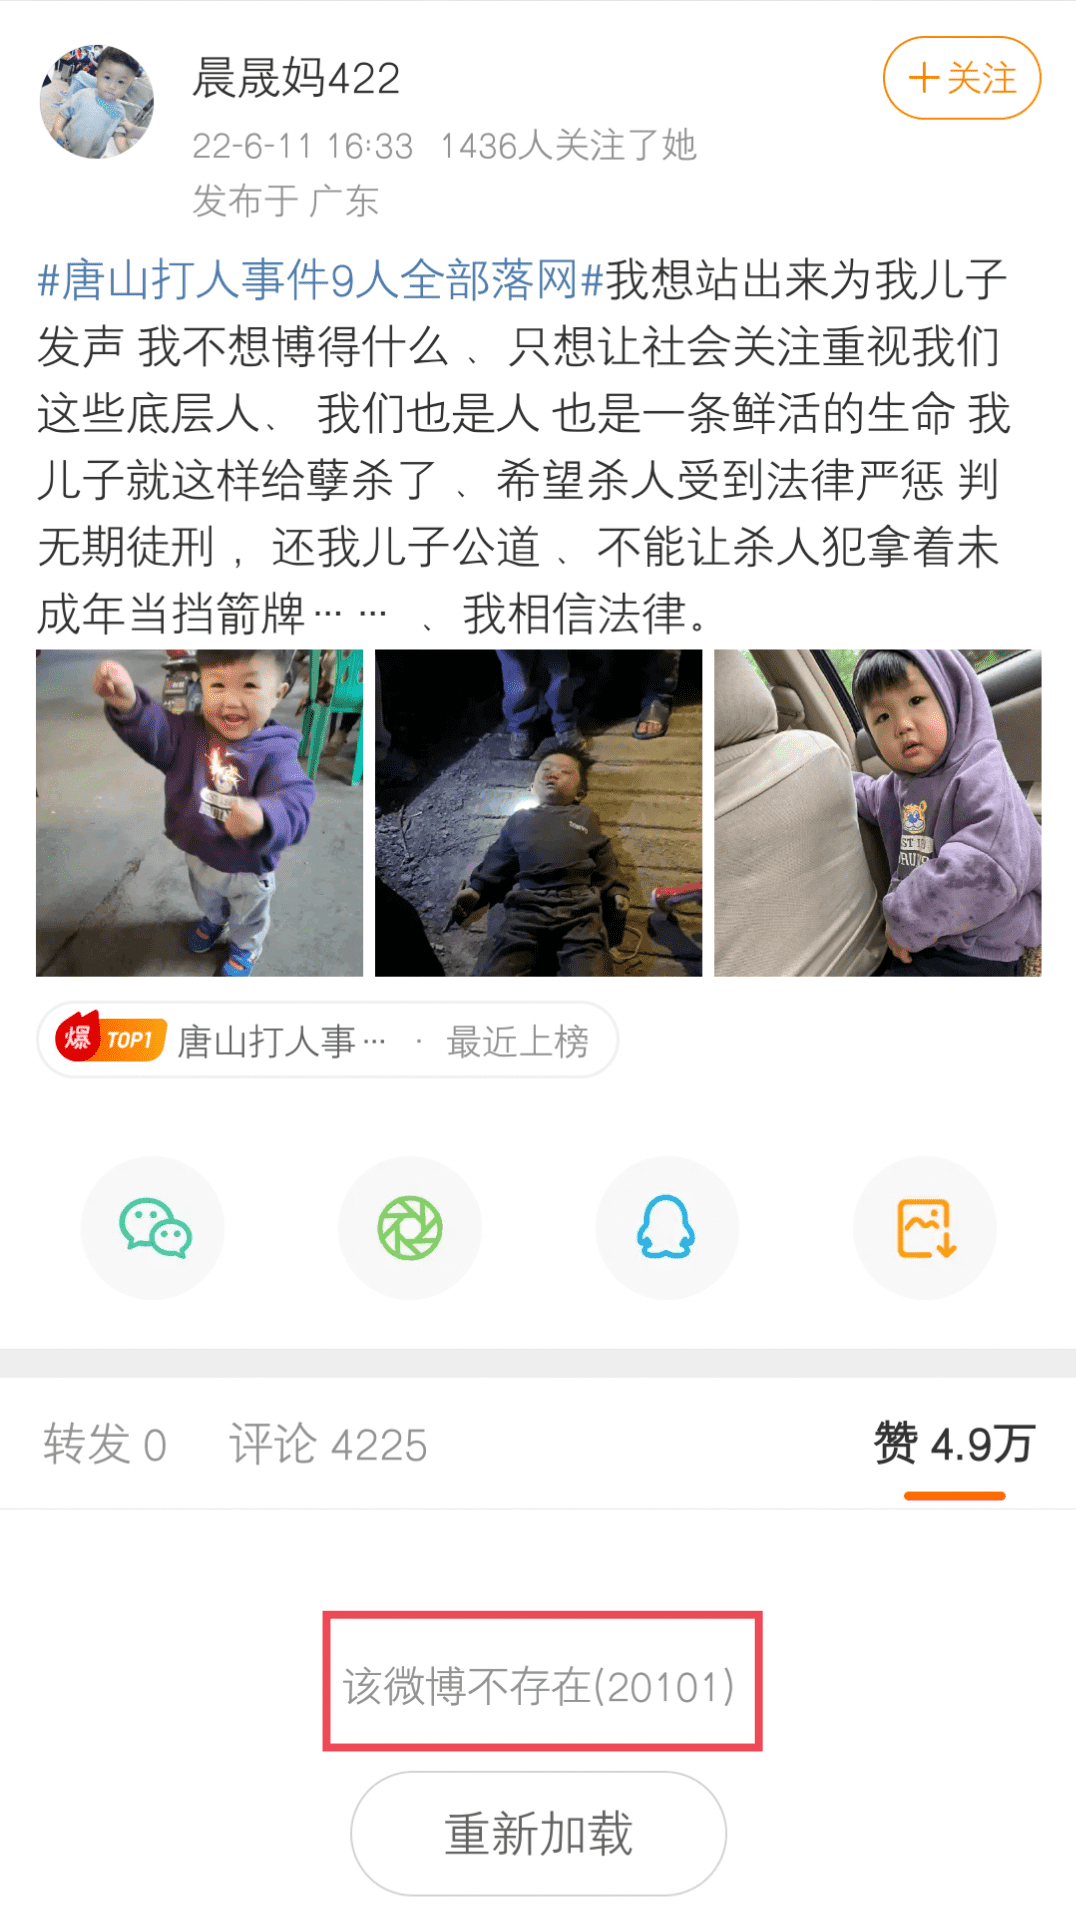 晨晟妈422
+关注
22-6-11 16:33 1436人关注了她
发布于 广东
#唐山打人事件9人全部落网#我想站出来为我儿子
发声 我不想博得什么 、 只想让社会关注重视我们
这些底层人、 我们也是人 也是一条鲜活的生命 我
儿子就这样给孽杀了 、希望杀人受到法律严惩 判
无期徒刑 ，还我儿子公道 、不能让杀人犯拿着未
成年当挡箭牌… … 、我相信法律。
爆 TOP1 唐山打人事… · 最近上榜
转发 0 评论 4225 赞 4.9万
该微博不存在(20101)
重新加载